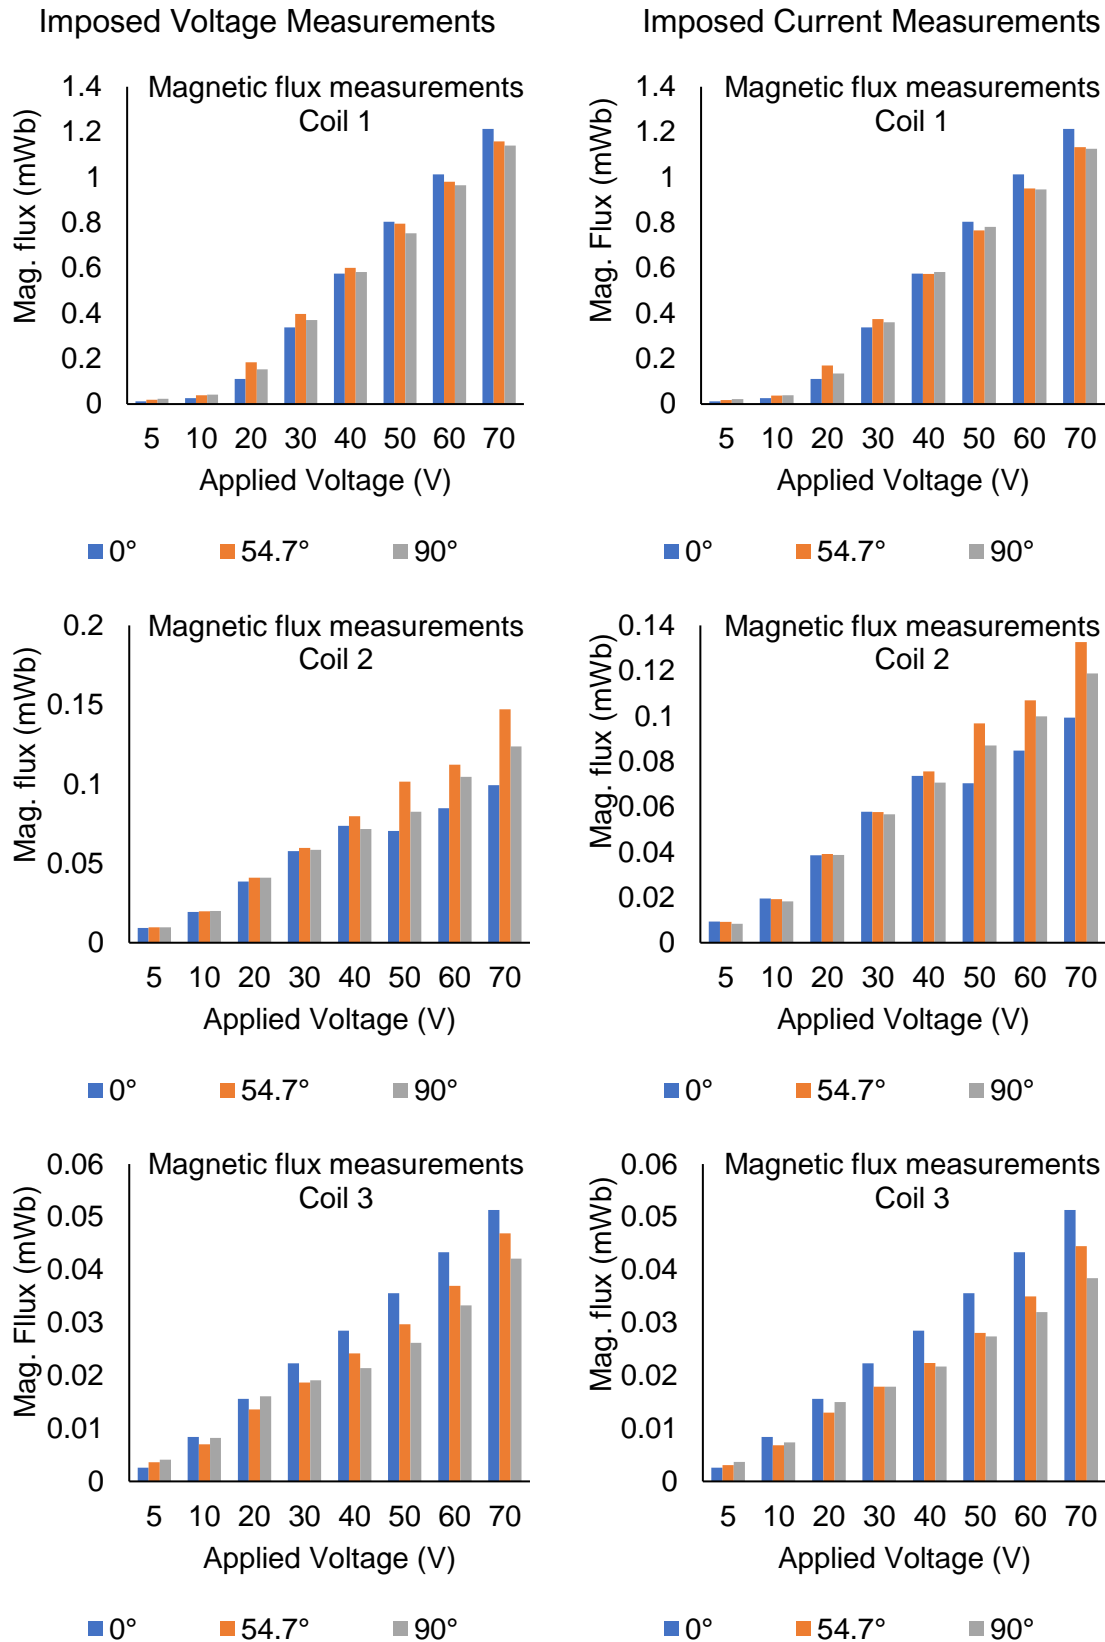 Imposed Voltage Measurements
Imposed Current Measurements
Magnetic flux measurements
Coil 1
Mag. flux (mWb)
1.4
1.2
1
0.8
0.6
0.4
0.2
0
5 10 20 30 40 50 60 70
Applied Voltage (V)
0° 54.7° 90°
Magnetic flux measurements
Coil 1
Mag. Flux (mWb)
1.4
1.2
1
0.8
0.6
0.4
0.2
0
5 10 20 30 40 50 60 70
Applied Voltage (V)
0° 54.7° 90°
Magnetic flux measurements
Coil 2
Mag. flux (mWb)
0.2
0.15
0.1
0.05
0
5 10 20 30 40 50 60 70
Applied Voltage (V)
0° 54.7° 90°
Magnetic flux measurements
Coil 2
Mag. flux (mWb)
0.14
0.12
0.1
0.08
0.06
0.04
0.02
0
5 10 20 30 40 50 60 70
Applied Voltage (V)
0° 54.7° 90°
Magnetic flux measurements
Coil 3
Mag. Fllux (mWb)
0.06
0.05
0.04
0.03
0.02
0.01
0
5 10 20 30 40 50 60 70
Applied Voltage (V)
0° 54.7° 90°
Magnetic flux measurements
Coil 3
Mag. flux (mWb)
0.06
0.05
0.04
0.03
0.02
0.01
0
5 10 20 30 40 50 60 70
Applied Voltage (V)
0° 54.7° 90°